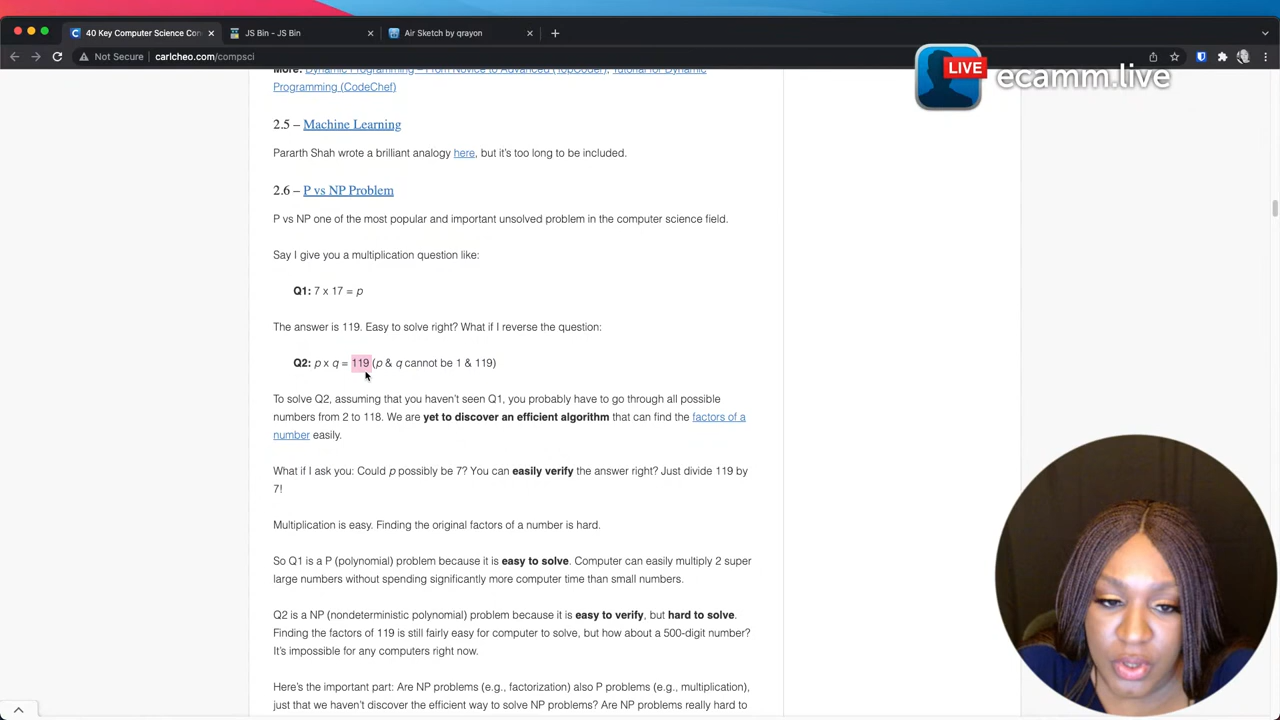 40 Key Computer Science Con
JS Bin - JS Bin
Air Sketch by qrayon
Not Secure
carlcheo.com/compsci
LIVE
ecamm.live
More: Dynamic Programming – From Novice to Advanced (TopCoder), Tutorial for Dynamic
Programming (CodeChef)
2.5 – Machine Learning
Pararth Shah wrote a brilliant analogy here, but it's too long to be included.
2.6 – P vs NP Problem
P vs NP one of the most popular and important unsolved problem in the computer science field.
Say I give you a multiplication question like:
Q1: 7 x 17 = p
The answer is 119. Easy to solve right? What if I reverse the question:
Q2: p x q = 119 (p & q cannot be 1 & 119)
To solve Q2, assuming that you haven't seen Q1, you probably have to go through all possible
numbers from 2 to 118. We are yet to discover an efficient algorithm that can find the factors of a
number easily.
What if I ask you: Could p possibly be 7? You can easily verify the answer right? Just divide 119 by
7!
Multiplication is easy. Finding the original factors of a number is hard.
So Q1 is a P (polynomial) problem because it is easy to solve. Computer can easily multiply 2 super
large numbers without spending significantly more computer time than small numbers.
Q2 is a NP (nondeterministic polynomial) problem because it is easy to verify, but hard to solve.
Finding the factors of 119 is still fairly easy for computer to solve, but how about a 500-digit number?
It's impossible for any computers right now.
Here's the important part: Are NP problems (e.g., factorization) also P problems (e.g., multiplication),
just that we haven't discover the efficient way to solve NP problems? Are NP problems really hard to